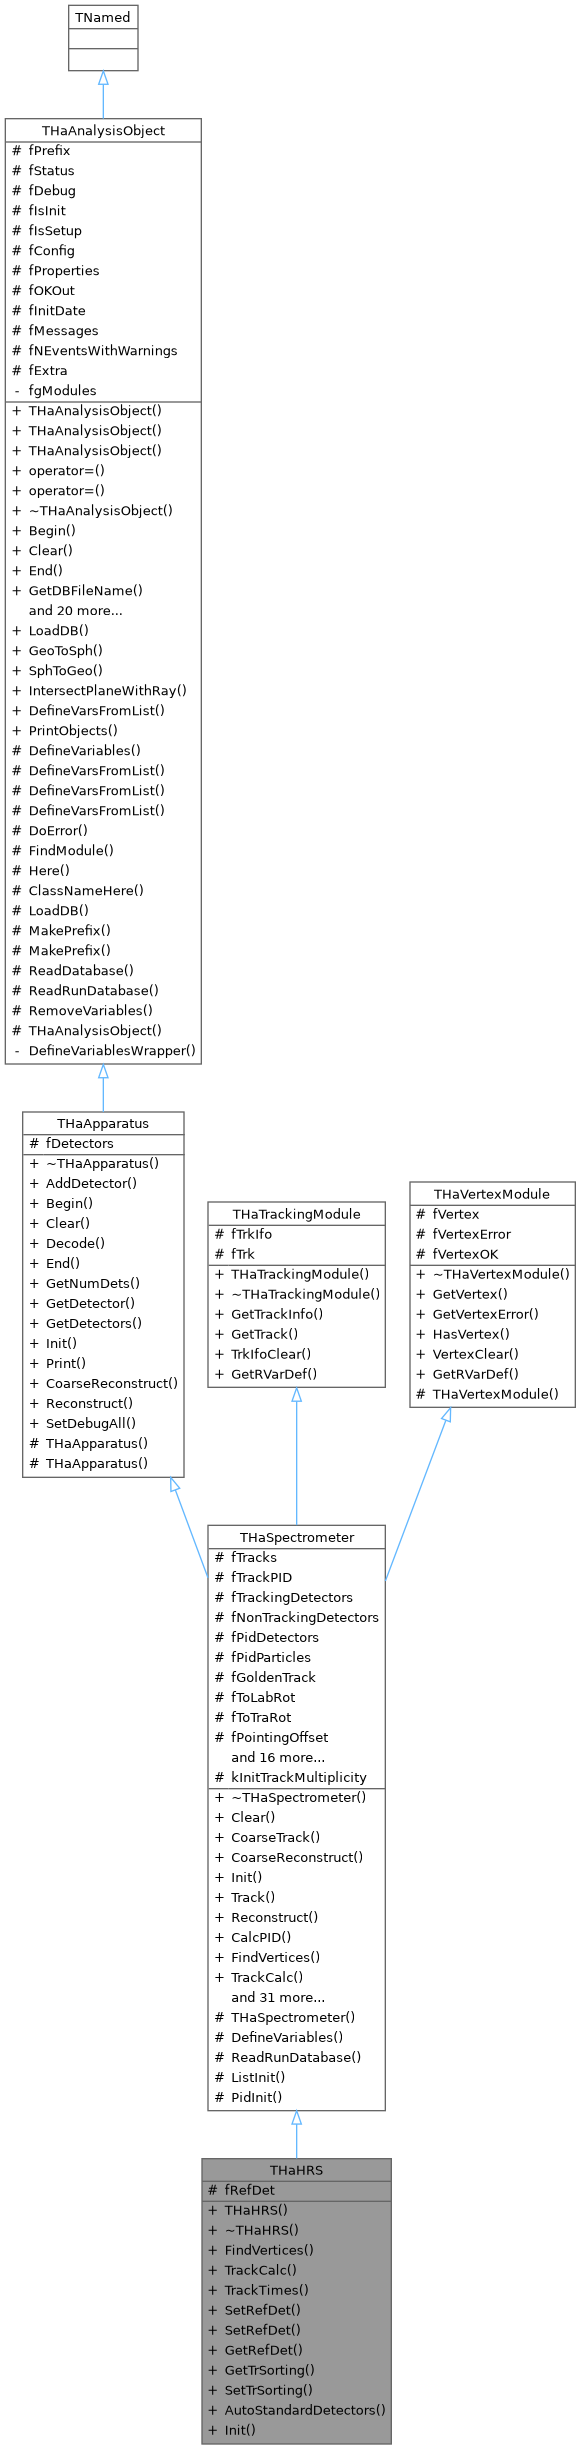 TNamed
THaAnalysisObject
# fPrefix
# fStatus
# fDebug
# fIsInit
# fIsSetup
# fConfig
# fProperties
# fOKOut
# fInitDate
# fMessages
# fNEventsWithWarnings
# fExtra
- fgModules
+ THaAnalysisObject()
+ THaAnalysisObject()
+ THaAnalysisObject()
+ operator=()
+ operator=()
+ ~THaAnalysisObject()
+ Begin()
+ Clear()
+ End()
+ GetDBFileName()
and 20 more...
+ LoadDB()
+ GeoToSph()
+ SphToGeo()
+ IntersectPlaneWithRay()
+ DefineVarsFromList()
+ PrintObjects()
# DefineVariables()
# DefineVarsFromList()
# DefineVarsFromList()
# DefineVarsFromList()
# DoError()
# FindModule()
# Here()
# ClassNameHere()
# LoadDB()
# MakePrefix()
# MakePrefix()
# ReadDatabase()
# ReadRunDatabase()
# RemoveVariables()
# THaAnalysisObject()
- DefineVariablesWrapper()
THaApparatus
# fDetectors
+ ~THaApparatus()
+ AddDetector()
+ Begin()
+ Clear()
+ Decode()
+ End()
+ GetNumDets()
+ GetDetector()
+ GetDetectors()
+ Init()
+ Print()
+ CoarseReconstruct()
+ Reconstruct()
+ SetDebugAll()
# THaApparatus()
# THaApparatus()
THaTrackingModule
# fTrkIfo
# fTrk
+ THaTrackingModule()
+ ~THaTrackingModule()
+ GetTrackInfo()
+ GetTrack()
+ TrkIfoClear()
+ GetRVarDef()
THaVertexModule
# fVertex
# fVertexError
# fVertexOK
+ ~THaVertexModule()
+ GetVertex()
+ GetVertexError()
+ HasVertex()
+ VertexClear()
+ GetRVarDef()
# THaVertexModule()
THaSpectrometer
# fTracks
# fTrackPID
# fTrackingDetectors
# fNonTrackingDetectors
# fPidDetectors
# fPidParticles
# fGoldenTrack
# fToLabRot
# fToTraRot
# fPointingOffset
and 16 more...
# kInitTrackMultiplicity
+ ~THaSpectrometer()
+ Clear()
+ CoarseTrack()
+ CoarseReconstruct()
+ Init()
+ Track()
+ Reconstruct()
+ CalcPID()
+ FindVertices()
+ TrackCalc()
and 31 more...
# THaSpectrometer()
# DefineVariables()
# ReadRunDatabase()
# ListInit()
# PidInit()
THaHRS
# fRefDet
+ THaHRS()
+ ~THaHRS()
+ FindVertices()
+ TrackCalc()
+ TrackTimes()
+ SetRefDet()
+ SetRefDet()
+ GetRefDet()
+ GetTrSorting()
+ SetTrSorting()
+ AutoStandardDetectors()
+ Init()